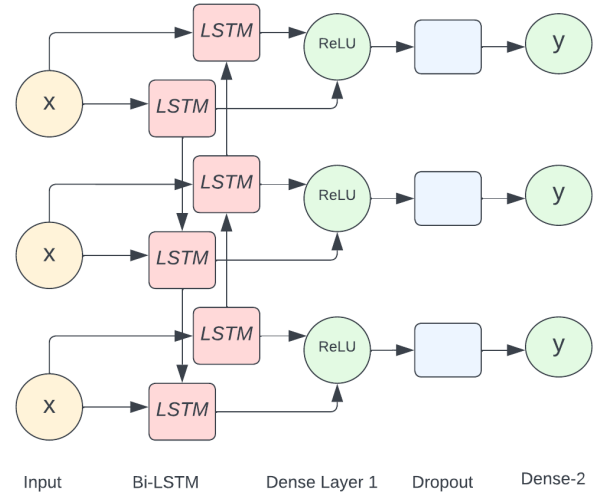 LSTM
ReLU
y
x
LSTM
LSTM
ReLU
y
x
LSTM
LSTM
ReLU
y
x
LSTM
Input Bi-LSTM Dense Layer 1 Dropout Dense-2